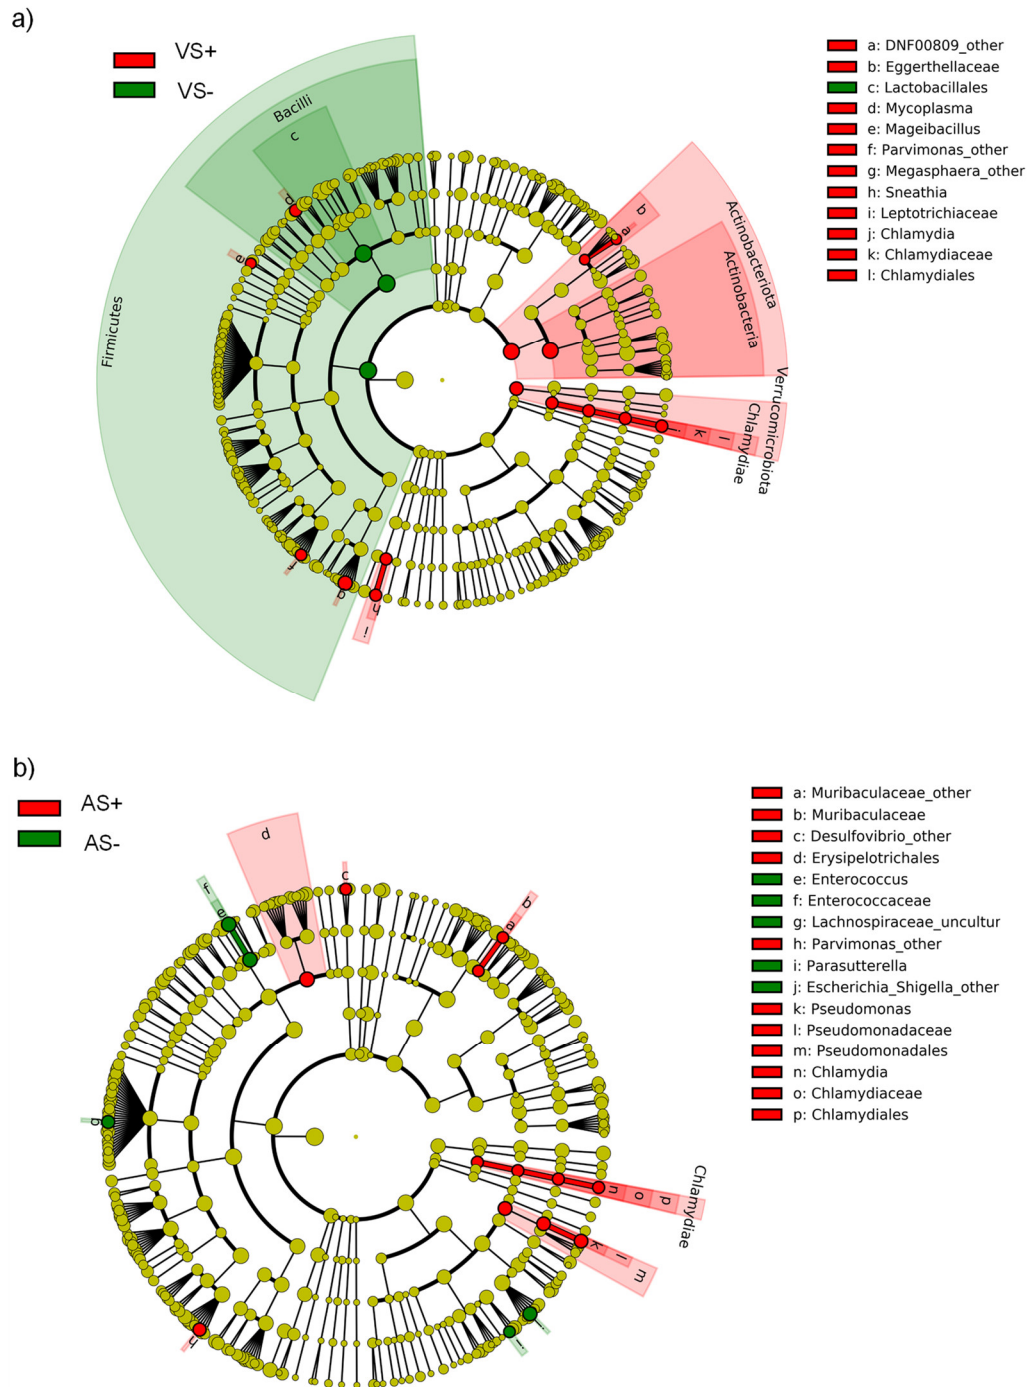 a)
VS+
VS-
a: DNF00809_other
b: Eggerthellaceae
c: Lactobacillales
d: Mycoplasma
e: Mageibacillus
f: Parvimonas_other
g: Megasphaera_other
h: Sneathia
i: Leptotrichiaceae
j: Chlamydia
k: Chlamydiaceae
l: Chlamydiales
Firmicutes
Bacilli
c
d
e
f
g
h
i
b
a
Actinobacteriota
Actinobacteria
Verrucomicrobiota
Chlamydiae
j
k
l
b)
AS+
AS-
a: Muribaculaceae_other
b: Muribaculaceae
c: Desulfovibrio_other
d: Erysipelotrichales
e: Enterococcus
f: Enterococcaceae
g: Lachnospiraceae_uncultur
h: Parvimonas_other
i: Parasutterella
j: Escherichia_Shigella_other
k: Pseudomonas
l: Pseudomonadaceae
m: Pseudomonadales
n: Chlamydia
o: Chlamydiaceae
p: Chlamydiales
f
e
d
c
b
a
g
h
n
o
p
Chlamydiae
k
l
m